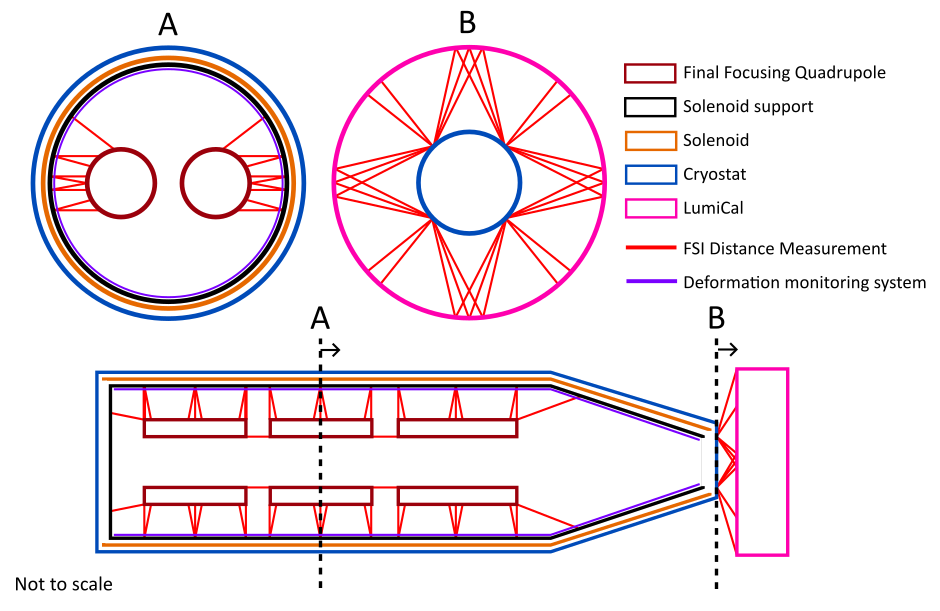 A
B
Final Focusing Quadrupole
Solenoid support
Solenoid
Cryostat
LumiCal
FSI Distance Measurement
Deformation monitoring system
A
B
Not to scale